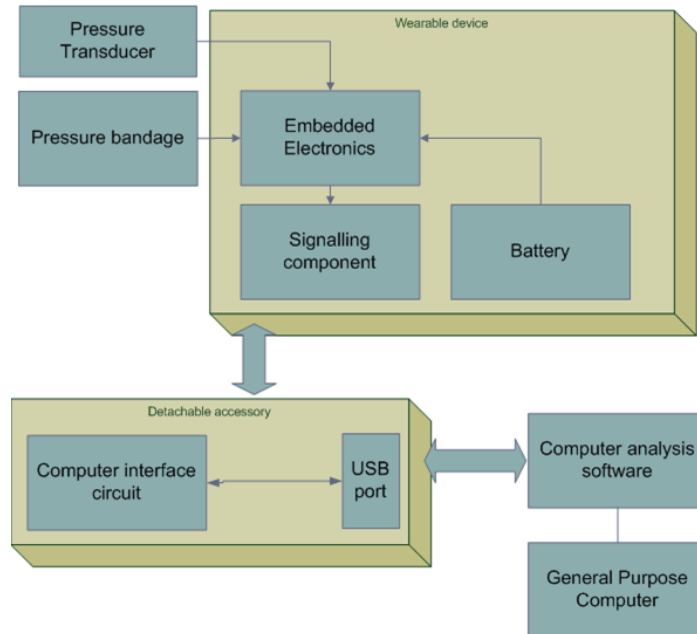 Pressure
Transducer
Wearable device
Pressure bandage
Embedded
Electronics
Signalling
component
Battery
Detachable accessory
Computer interface
circuit
USB
port
Computer analysis
software
General Purpose
Computer